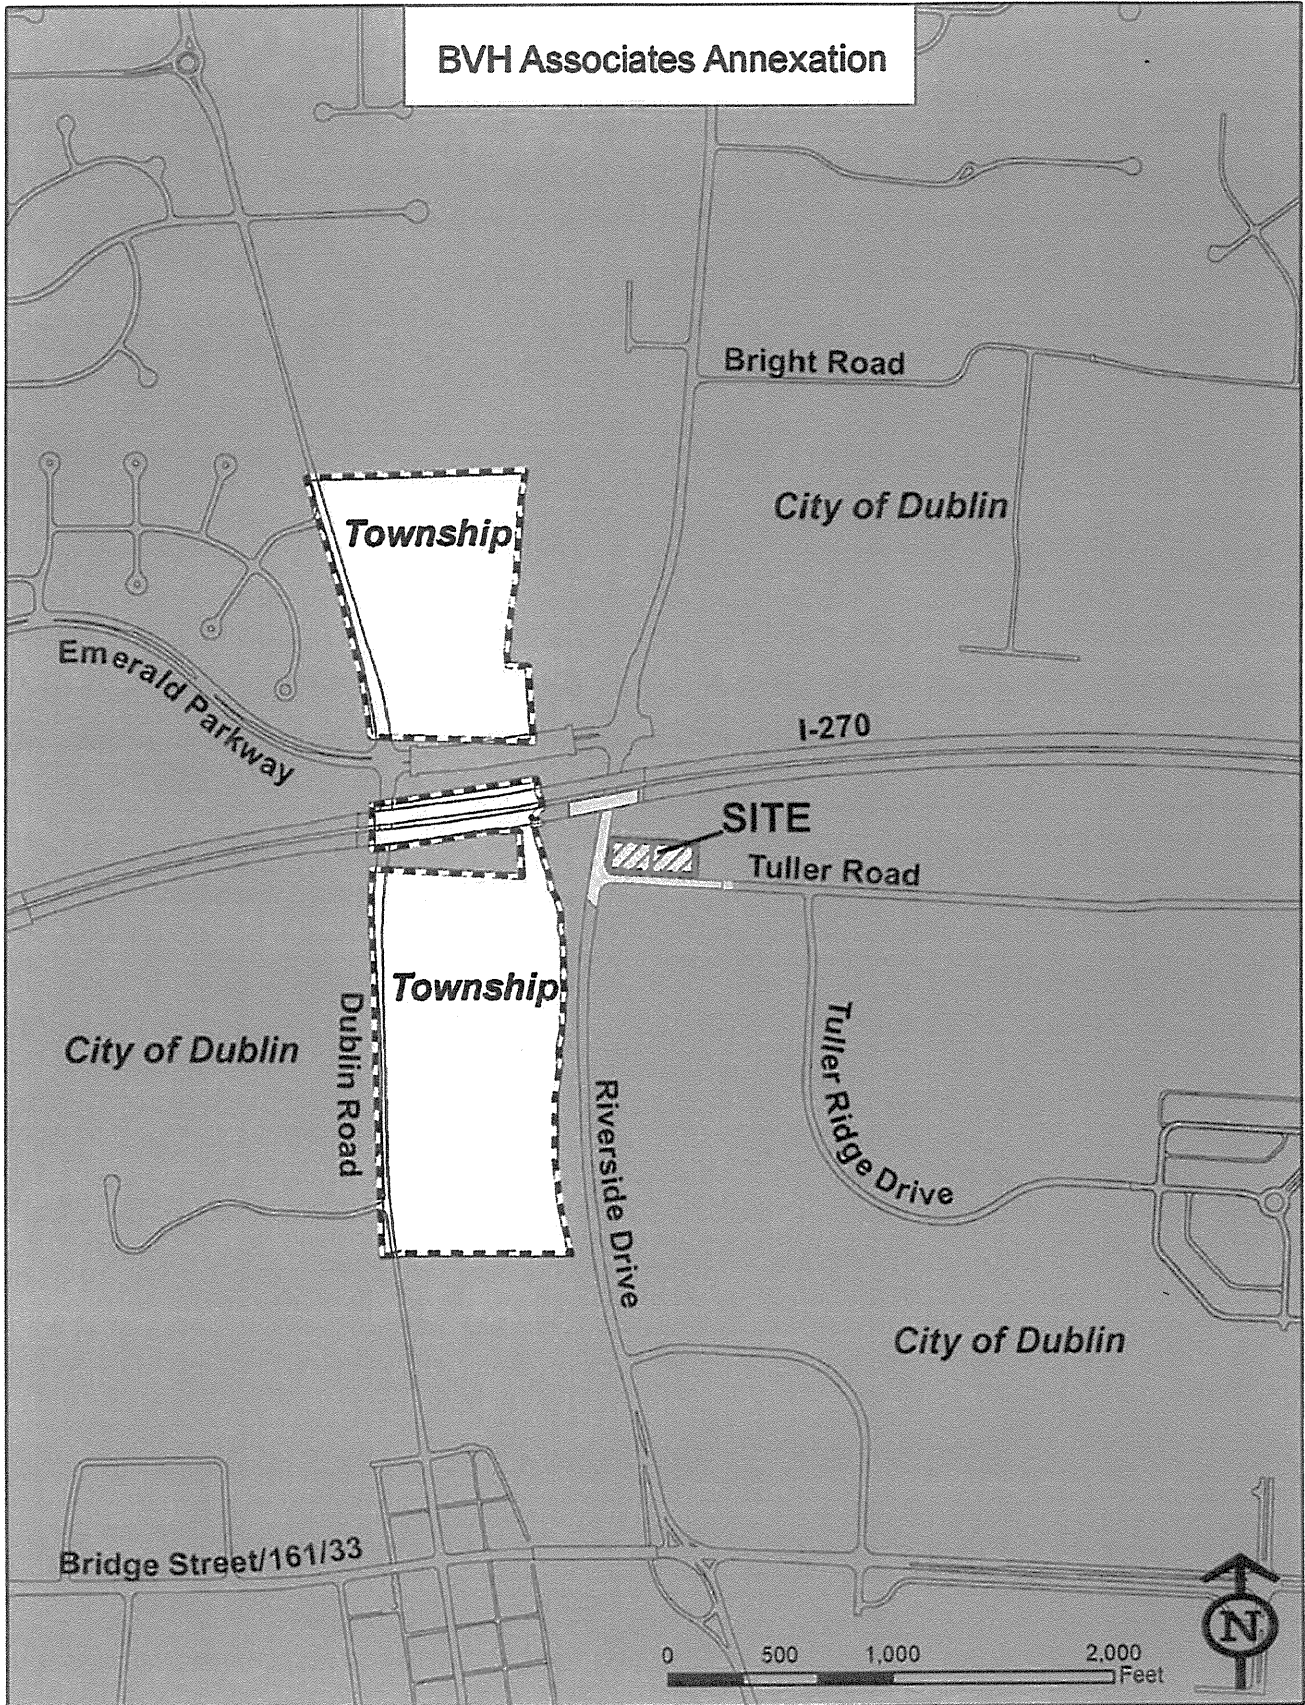 BVH Associates Annexation
Bright Road
City of Dublin
Township
Emerald Parkway
I-270
SITE
Tuller Road
Township
City of Dublin
Dublin Road
Riverside Drive
Tuller Ridge Drive
City of Dublin
Bridge Street/161/33
N
0 500 1,000 2,000
Feet